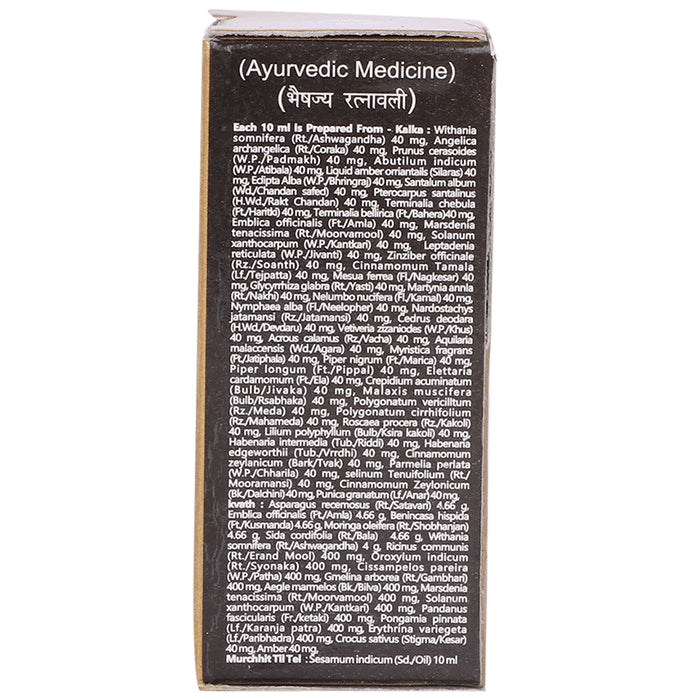 (Ayurvedic Medicine)
(भैषज्य रत्नावली)
Each 10 ml is Prepared From - Kalka : Withania
somnifera (Rt./Ashwagandha) 40 mg, Angelica
archangelica (Rt./Coraka) 40 mg, Prunus cerasoides
(W.P./Padmakh) 40 mg, Abutilum indicum
(W.P./Atibala) 40 mg, Liquid amber orriantails (Silaras) 40
mg, Eclipta Alba (W.P./Bhringraj) 40 mg, Santalum album
(Wd./Chandan safed) 40 mg, Pterocarpus santalinus
(H.Wd./Rakt Chandan) 40 mg, Terminalia chebula
(Ft./Haritki) 40 mg, Terminalia bellirica (Ft./Bahera)40 mg,
Emblica officinalis (Ft./Amla) 40 mg, Marsdenia
tenacissima (Rt./Moorvamool) 40 mg, Solanum
xanthocarpum (W.P./Kantkari) 40 mg, Leptadenia
reticulata (W.P./Jivanti) 40 mg, Zinziber officinale
(Rz./Soanth) 40 mg, Cinnamomum Tamala
(Lf./Tejpatta) 40 mg, Mesua ferrea (Fl./Nagkesar) 40
mg, Glycyrrhiza glabra (Rt./Yasti) 40 mg, Martynia annla
(Rt./Nakhi) 40 mg, Nelumbo nucifera (Fl./Kamal) 40 mg,
Nymphaea alba (Fl./Neelopher) 40 mg, Nardostachys
jatamansi (Rz./Jatamansi) 40 mg, Cedrus deodara
(H.Wd./Devdaru) 40 mg, Vetiveria zizaniodes (W.P./Khus)
40 mg, Acrous calamus (Rz./Vacha) 40 mg, Aquilaria
malaccensis (Wd./Agara) 40 mg, Myristica fragrans
(Ft./Jatiphala) 40 mg, Piper nigrum (Ft./Marica) 40 mg,
Piper longum (Ft./Pippal) 40 mg, Elettaria
cardamomum (Ft./Ela) 40 mg, Crepidium acuminatum
(Bulb/Jivaka) 40 mg, Malaxis muscifera
(Bulb/Rsabhaka) 40 mg, Polygonatum vericilltum
(Rz./Meda) 40 mg, Polygonatum cirrhifolium
(Rz./Mahameda) 40 mg, Roscaea procera (Rz./Kakoli)
40 mg, Lilium polyphyllum (Bulb/Ksira kakoli) 40 mg,
Habenaria intermedia (Tub./Riddi) 40 mg, Habenaria
edgeworthii (Tub./Vrrdhi) 40 mg, Cinnamomum
zeylanicum (Bark/Tvak) 40 mg, Parmelia perlata
(W.P./Chharila) 40 mg, selinum Tenuifolium (Rt./
Mooramansi) 40 mg, Cinnamomum Zeylonicum
(Bk./Dalchini) 40 mg, Punica granatum (Lf./Anar) 40 mg,
kvath : Asparagus recemosus (Rt./Satavari) 4.66 g,
Emblica officinalis (Ft./Amla) 4.66 g, Benincasa hispida
(Ft./Kusmanda) 4.66 g, Moringa oleifera (Rt./Shobhanjan)
4.66 g, Sida cordifolia (Rt./Bala) 4.66 g, Withania
somnifera (Rt./Ashwagandha) 4 g, Ricinus communis
(Rt./Erand Mool) 400 mg, Oroxylum indicum
(Rt./Syonaka) 400 mg, Cissampelos pareira
(W.P./Patha) 400 mg, Gmelina arborea (Rt./Gambhari)
400 mg, Aegle marmelos (Bk./Bilva) 400 mg, Marsdenia
tenacissima (Rt./Moorvamool) 400 mg, Solanum
xanthocarpum (W.P./Kantkari) 400 mg, Pandanus
fascicularis (Fr./ketaki) 400 mg, Pongamia pinnata
(Lf./Karanja patra) 400 mg, Erythrina variegeta
(Lf./Paribhadra) 400 mg, Crocus sativus (Stigma/Kesar)
40 mg, Amber 40 mg,
Murchhit Til Tel : Sesamum indicum (Sd./Oil) 10 ml